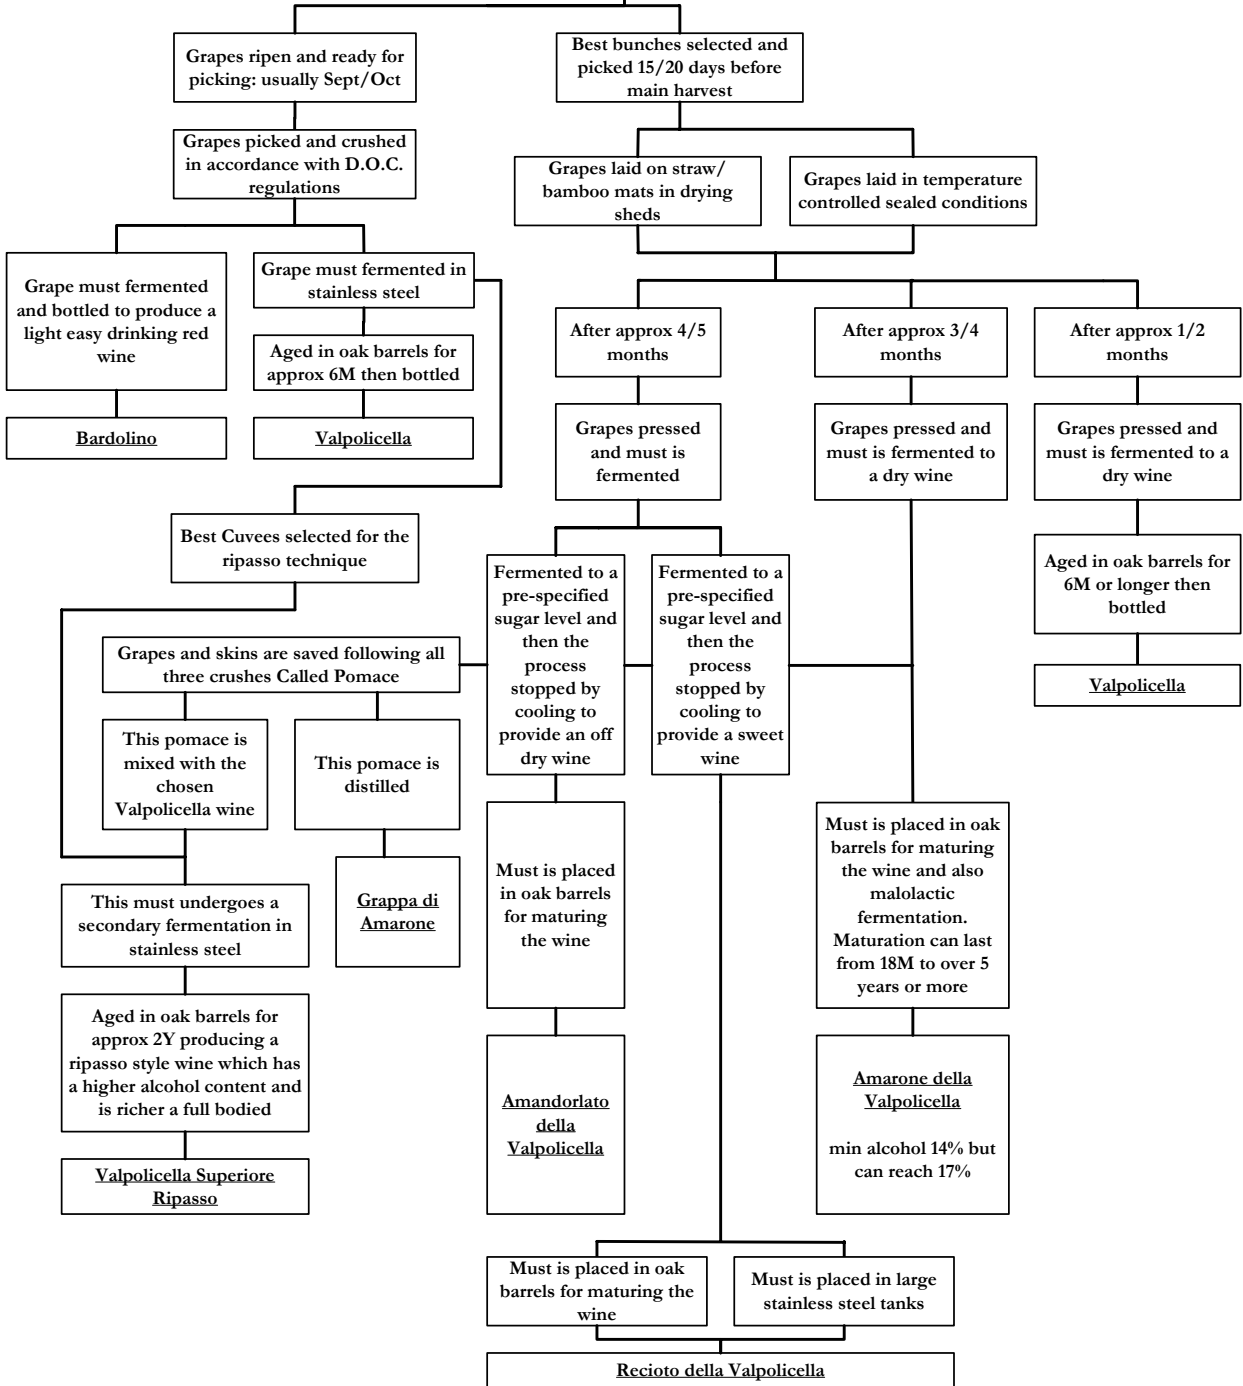 Grapes ripen and ready for
picking: usually Sept/Oct
Best bunches selected and
picked 15/20 days before
main harvest
Grapes picked and crushed
in accordance with D.O.C.
regulations
Grapes laid on straw/
bamboo mats in drying
sheds
Grapes laid in temperature
controlled sealed conditions
Grape must fermented
and bottled to produce a
light easy drinking red
wine
Grape must fermented in
stainless steel
Aged in oak barrels for
approx 6M then bottled
Bardolino
Valpolicella
After approx 4/5
months
After approx 3/4
months
After approx 1/2
months
Grapes pressed
and must is
fermented
Grapes pressed and
must is fermented to
a dry wine
Grapes pressed and
must is fermented to a
dry wine
Best Cuvees selected for the
ripasso technique
Fermented to a
pre-specified
sugar level and
then the
process
stopped by
cooling to
provide an off
dry wine
Fermented to a
pre-specified
sugar level and
then the
process
stopped by
cooling to
provide a sweet
wine
Aged in oak barrels for
6M or longer then
bottled
Valpolicella
Grapes and skins are saved following all
three crushes Called Pomace
This pomace is
mixed with the
chosen
Valpolicella wine
This pomace is
distilled
Must is placed
in oak barrels
for maturing
the wine
Must is placed in oak
barrels for maturing
the wine and also
malolactic
fermentation.
Maturation can last
from 18M to over 5
years or more
This must undergoes a
secondary fermentation in
stainless steel
Grappa di
Amarone
Aged in oak barrels for
approx 2Y producing a
ripasso style wine which has
a higher alcohol content and
is richer a full bodied
Amandorlato
della
Valpolicella
Amarone della
Valpolicella
min alcohol 14% but
can reach 17%
Valpolicella Superiore
Ripasso
Must is placed in oak
barrels for maturing the
wine
Must is placed in large
stainless steel tanks
Recioto della Valpolicella